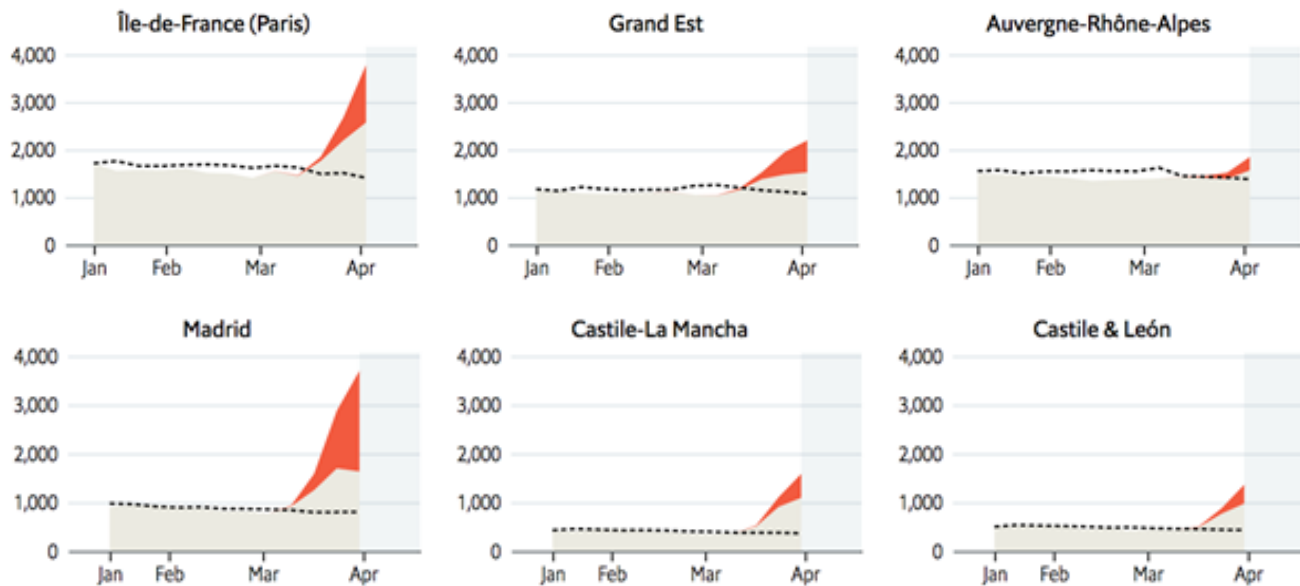 Île-de-France (Paris)
4,000
3,000
2,000
1,000
0
Jan Feb Mar Apr
Grand Est
4,000
3,000
2,000
1,000
0
Jan Feb Mar Apr
Auvergne-Rhône-Alpes
4,000
3,000
2,000
1,000
0
Jan Feb Mar Apr
Madrid
4,000
3,000
2,000
1,000
0
Jan Feb Mar Apr
Castile-La Mancha
4,000
3,000
2,000
1,000
0
Jan Feb Mar Apr
Castile & León
4,000
3,000
2,000
1,000
0
Jan Feb Mar Apr